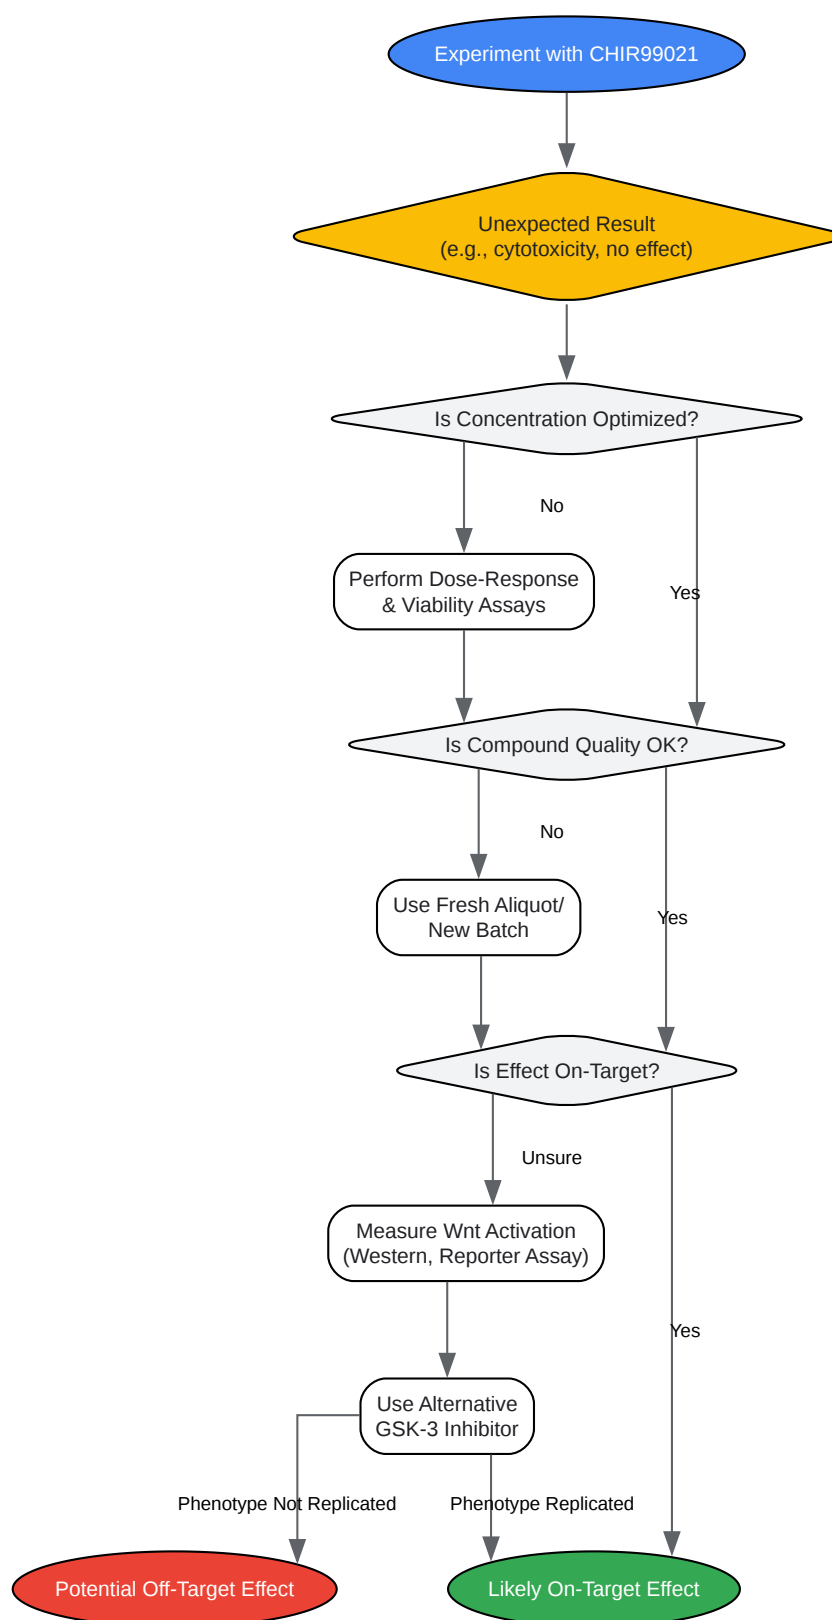 Experiment with CHIR99021
Unexpected Result
(e.g., cytotoxicity, no effect)
Is Concentration Optimized?
No
Perform Dose-Response
& Viability Assays
Yes
Is Compound Quality OK?
No
Use Fresh Aliquot/
New Batch
Yes
Is Effect On-Target?
Unsure
Measure Wnt Activation
(Western, Reporter Assay)
Yes
Use Alternative
GSK-3 Inhibitor
Phenotype Not Replicated
Phenotype Replicated
Potential Off-Target Effect
Likely On-Target Effect